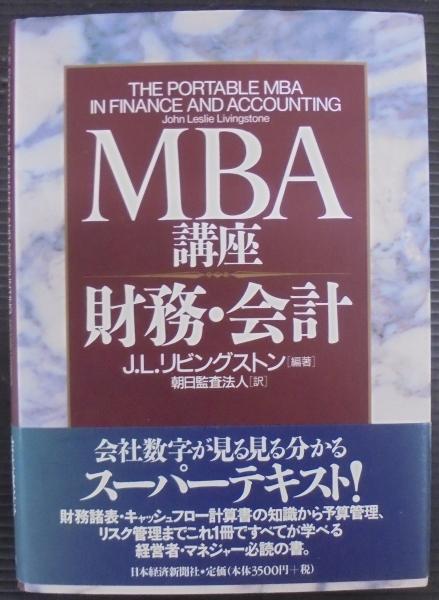 THE PORTABLE MBA
IN FINANCE AND ACCOUNTING
John Leslie Livingstone
MBA
講座
財務・会計
J.L.リビングストン[編著]
朝日監査法人[訳]
会社数字が見る見る分かる
スーパーテキスト!
財務諸表・キャッシュフロー計算書の知識から予算管理、
リスク管理までこれ1冊ですべてが学べる
経営者・マネジャー必読の書。
日本経済新聞社・定価(本体3500円+税)